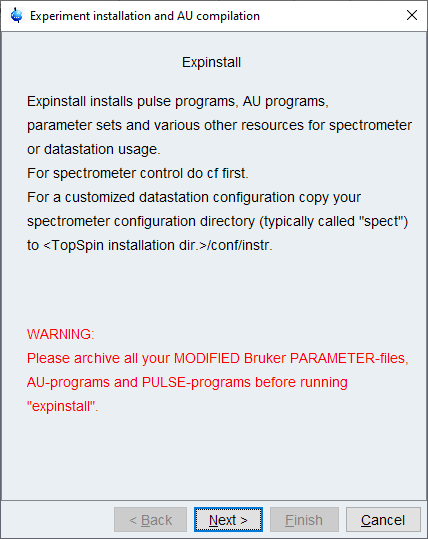 Experiment installation and AU compilation
Expinstall
Expinstall installs pulse programs, AU programs,
parameter sets and various other resources for spectrometer
or datastation usage.
For spectrometer control do cf first.
For a customized datastation configuration copy your
spectrometer configuration directory (typically called "spect")
to <TopSpin installation dir.>/conf/instr.
WARNING:
Please archive all your MODIFIED Bruker PARAMETER-files,
AU-programs and PULSE-programs before running
"expinstall".
< Back Next > Finish Cancel